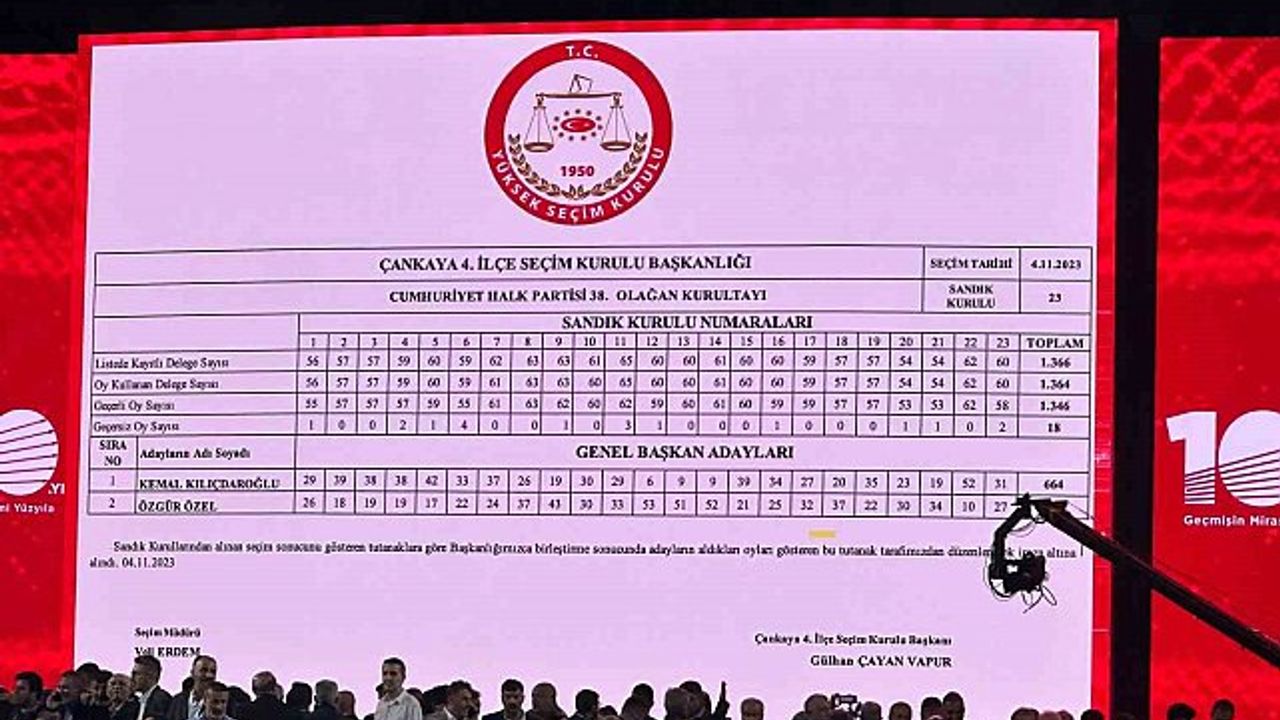 T.C.
YÜKSEK SEÇİM KURULU
1950
ÇANKAYA 4. İLÇE SEÇİM KURULU BAŞKANLIĞI SEÇİM TARİHİ 4.11.2023
CUMHURİYET HALK PARTİSİ 38. OLAĞAN KURULTAYI SANDIK KURULU 23
SANDIK KURULU NUMARALARI
1 2 3 4 5 6 7 8 9 10 11 12 13 14 15 16 17 18 19 20 21 22 23 TOPLAM
Listede Kayıtlı Delege Sayısı 56 57 57 59 60 59 62 63 63 61 65 60 60 61 60 60 59 57 57 54 54 62 60 1.366
Oy Kullanan Delege Sayısı 56 57 57 59 60 59 61 63 63 60 65 60 60 61 60 60 59 57 57 54 54 62 60 1.364
Geçerli Oy Sayısı 55 57 57 57 59 55 61 63 62 60 62 59 60 61 60 59 59 57 57 53 53 62 58 1.346
Geçersiz Oy Sayısı 1 0 0 2 1 4 0 0 1 0 3 1 0 0 0 1 0 0 0 1 1 0 2 18
SIRA NO Adayların Adı Soyadı GENEL BAŞKAN ADAYLARI
1 KEMAL KILIÇDAROĞLU 29 39 38 38 42 33 37 26 19 30 29 6 9 9 39 34 27 20 35 23 19 52 31 664
2 ÖZGÜR ÖZEL 26 18 19 19 17 22 24 37 43 30 33 53 51 52 21 25 32 37 22 30 34 10 27
Sandık Kurullarından alınan seçim sonucunu gösteren tutanaklara göre Başkanlığımızca birleştirme sonucunda adayların aldıkları oyları gösteren bu tutanak tarafımızdan imza altına
alındı. 04.11.2023
Seçim Müdürü
Veli ERDEM
Çankaya 4. İlçe Seçim Kurulu Başkanı
Gülhan ÇAYAN VAPUR
.YI
ni Yüzyıla
10
Geçmişin Miras